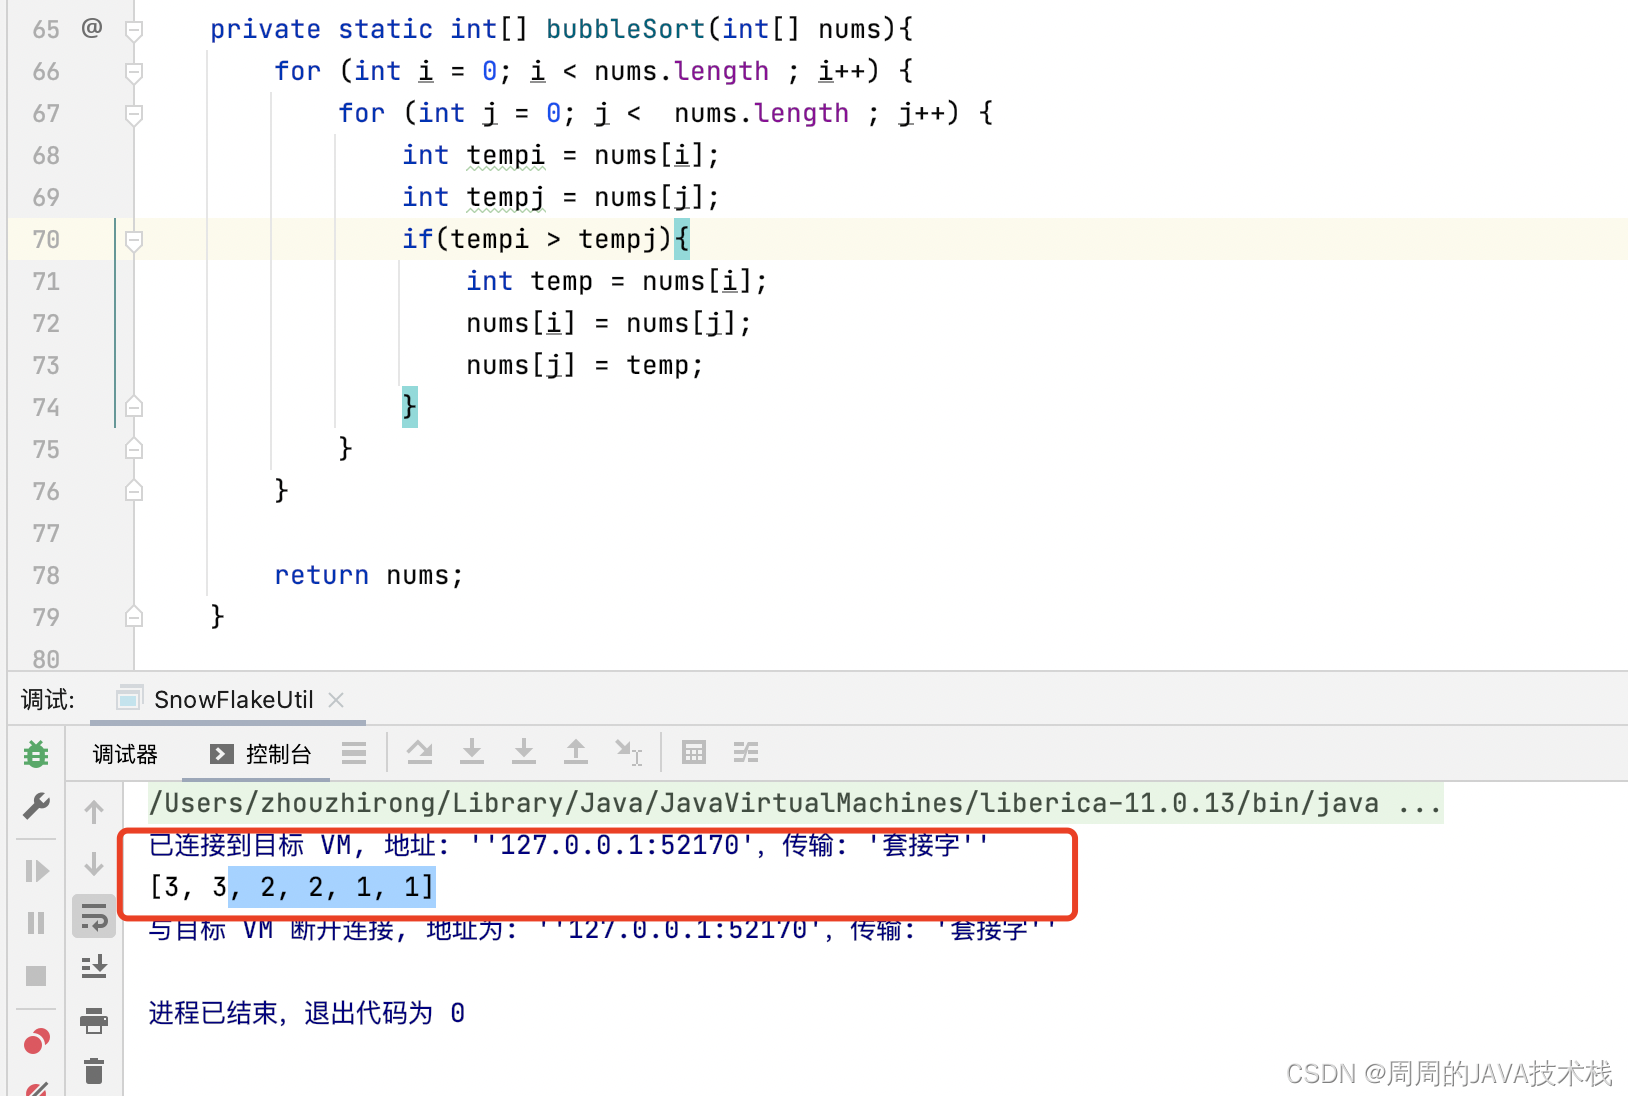 65 @ private static int[] bubbleSort(int[] nums){
66 for (int i = 0; i < nums.length ; i++) {
67 for (int j = 0; j <  nums.length ; j++) {
68 int tempi = nums[i];
69 int tempj = nums[j];
70 if(tempi > tempj){
71 int temp = nums[i];
72 nums[i] = nums[j];
73 nums[j] = temp;
74 }
75 }
76 }
77
78 return nums;
79 }
80
调试: SnowFlakeUtil
调试器 控制台
/Users/zhouzhirong/Library/Java/JavaVirtualMachines/liberica-11.0.13/bin/java ...
已连接到目标 VM, 地址: ''127.0.0.1:52170', 传输: '套接字''
[3, 3, 2, 2, 1, 1]
与目标 VM 断开连接, 地址为: ''127.0.0.1:52170', 传输: '套接字''
进程已结束, 退出代码为 0
CSDN @周周的JAVA技术栈